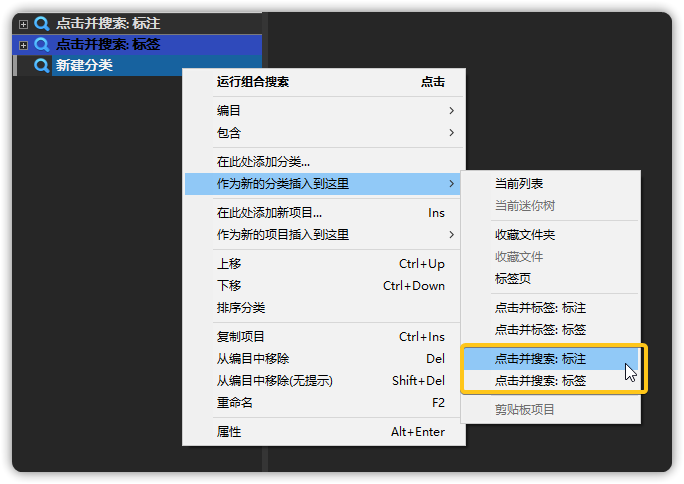 点击并搜索: 标注
点击并搜索: 标签
新建分类
运行组合搜索 点击
编目
包含
在此处添加分类...
作为新的分类插入到这里
在此处添加新项目... Ins
作为新的项目插入到这里
上移 Ctrl+Up
下移 Ctrl+Down
排序分类
复制项目 Ctrl+Ins
从编目中移除 Del
从编目中移除(无提示) Shift+Del
重命名 F2
属性 Alt+Enter
当前列表
当前迷你树
收藏文件夹
收藏文件
标签页
点击并标签: 标注
点击并标签: 标签
点击并搜索: 标注
点击并搜索: 标签
剪贴板项目